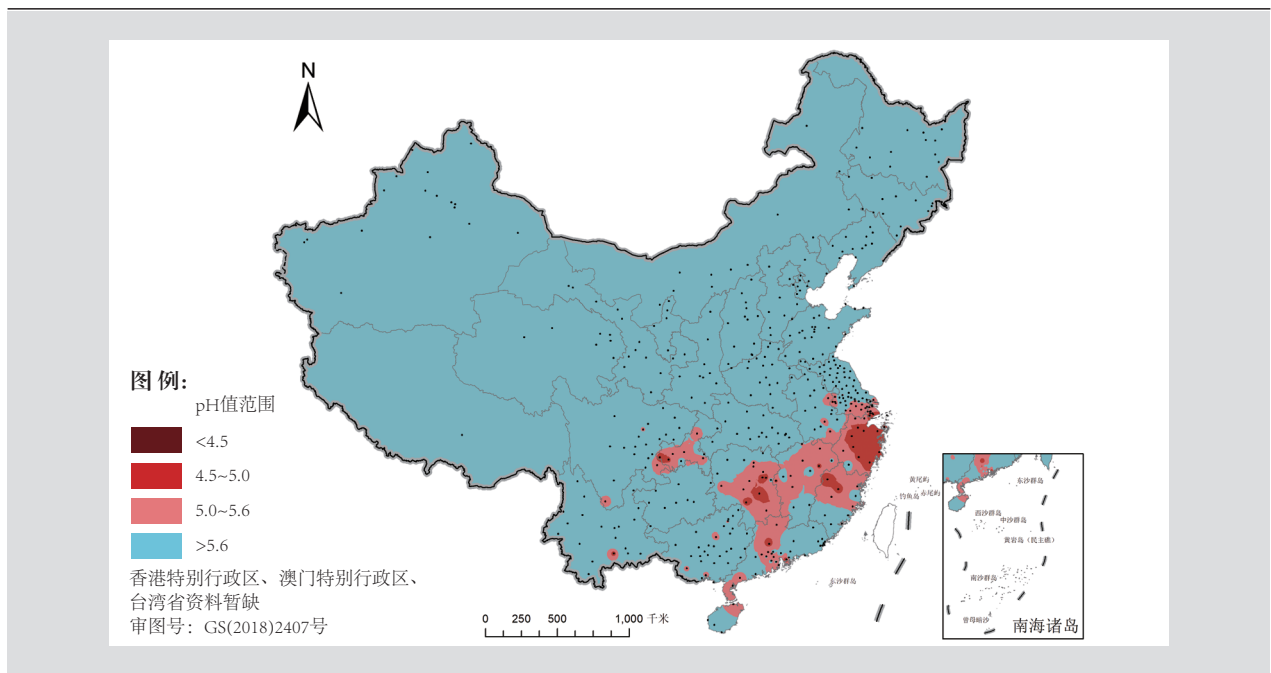 N
图 例:
pH值范围
<4.5
4.5~5.0
5.0~5.6
>5.6
香港特别行政区、澳门特别行政区、
台湾省资料暂缺
审图号：GS(2018)2407号
0 250 500 1,000 千米
黄尾屿
钓鱼岛 赤尾屿
东沙群岛
东沙群岛
西沙群岛
中沙群岛
黄岩岛（民主礁）
南沙群岛
曾母暗沙
南海诸岛